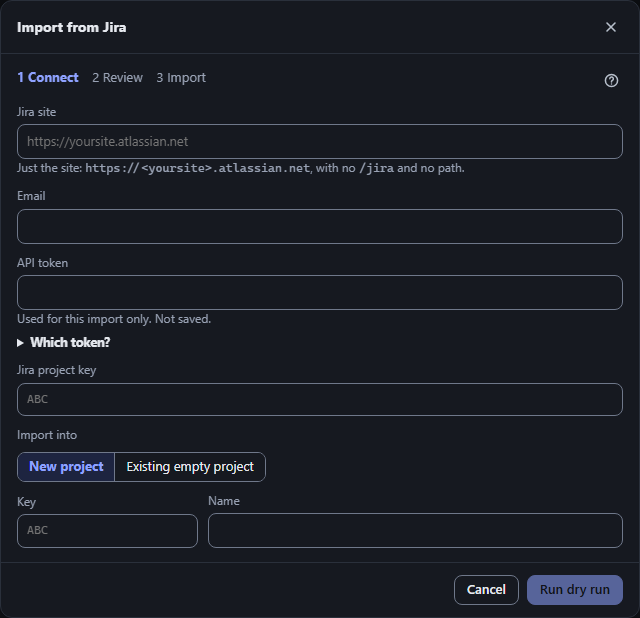 Import from Jira
1 Connect 2 Review 3 Import
Jira site
https://yoursite.atlassian.net
Just the site: https://<yoursite>.atlassian.net, with no /jira and no path.
Email
API token
Used for this import only. Not saved.
Which token?
Jira project key
ABC
Import into
New project Existing empty project
Key Name
ABC
Cancel Run dry run